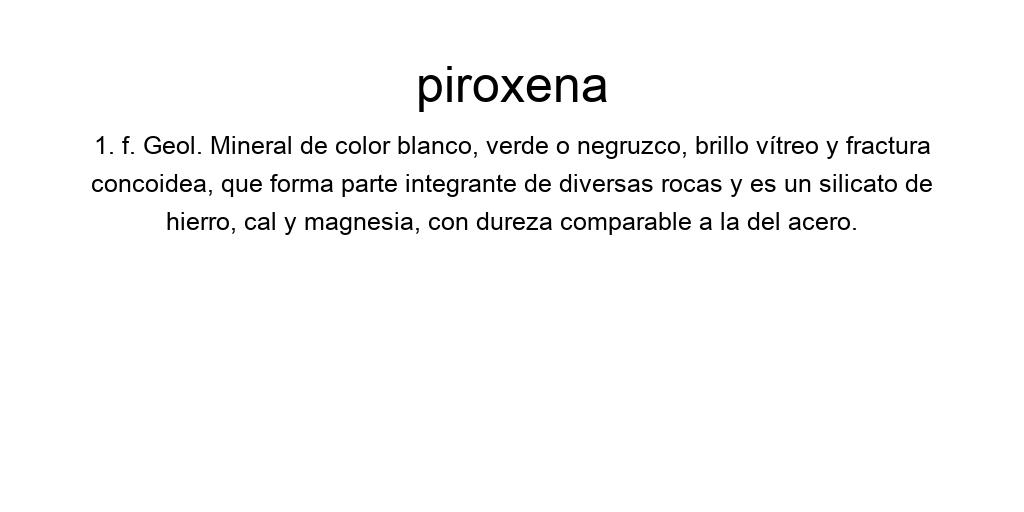 piroxena
1. f. Geol. Mineral de color blanco, verde o negruzco, brillo vítreo y fractura
concoidea, que forma parte integrante de diversas rocas y es un silicato de
hierro, cal y magnesia, con dureza comparable a la del acero.